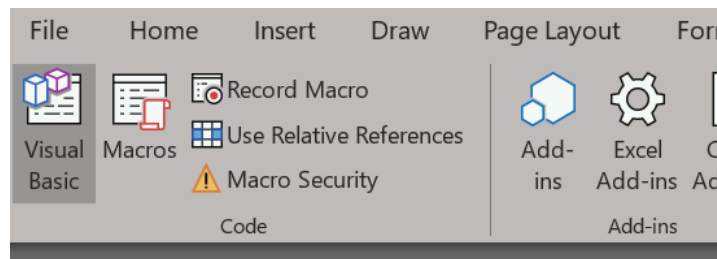 File Home Insert Draw Page Layout
Record Macro
Use Relative References
Macro Security
Visual
Basic
Macros
Code
Add-
ins
Excel
Add-ins
Add-ins